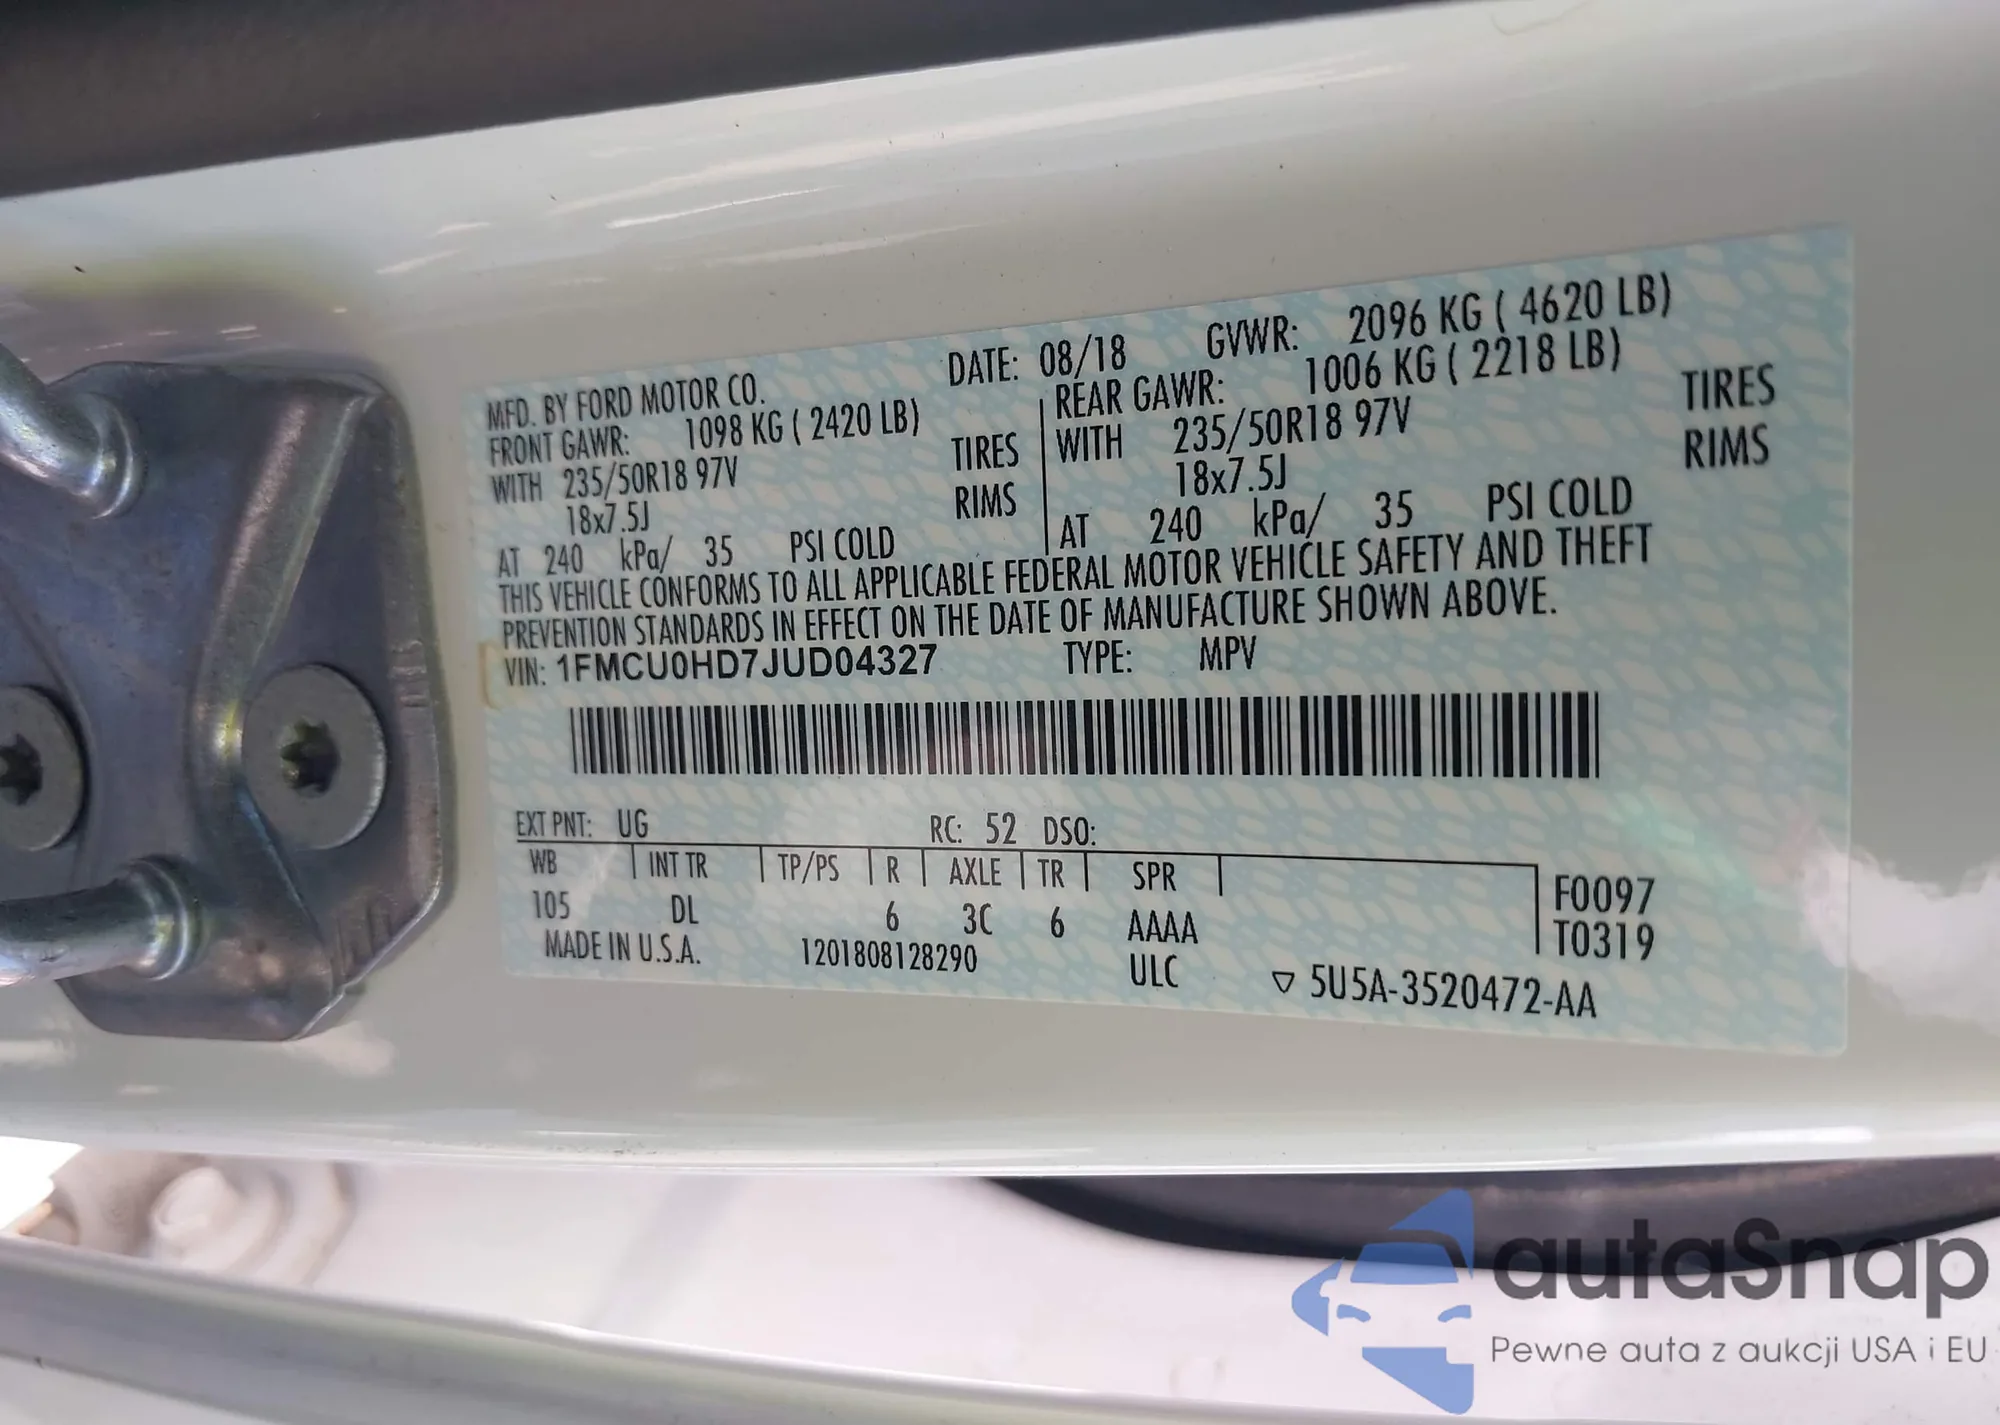 MFD. BY FORD MOTOR CO. DATE: 08/18 GVWR: 2096 KG ( 4620 LB)
FRONT GAWR: 1098 KG ( 2420 LB) REAR GAWR: 1006 KG ( 2218 LB)
WITH 235/50R18 97V TIRES WITH 235/50R18 97V TIRES
18x7.5J RIMS 18x7.5J RIMS
AT 240 kPa/ 35 PSI COLD AT 240 kPa/ 35 PSI COLD
THIS VEHICLE CONFORMS TO ALL APPLICABLE FEDERAL MOTOR VEHICLE SAFETY AND THEFT
PREVENTION STANDARDS IN EFFECT ON THE DATE OF MANUFACTURE SHOWN ABOVE.
VIN: 1FMCU0HD7JUD04327 TYPE: MPV
EXT PNT: UG RC: 52 DSO:
WB INT TR TP/PS R AXLE TR SPR F0097
105 DL 6 3C 6 AAAA T0319
MADE IN U.S.A. 1201808128290 ULC ▽ 5U5A-3520472-AA
autaSnap
Pewne auta z aukcji USA i EU